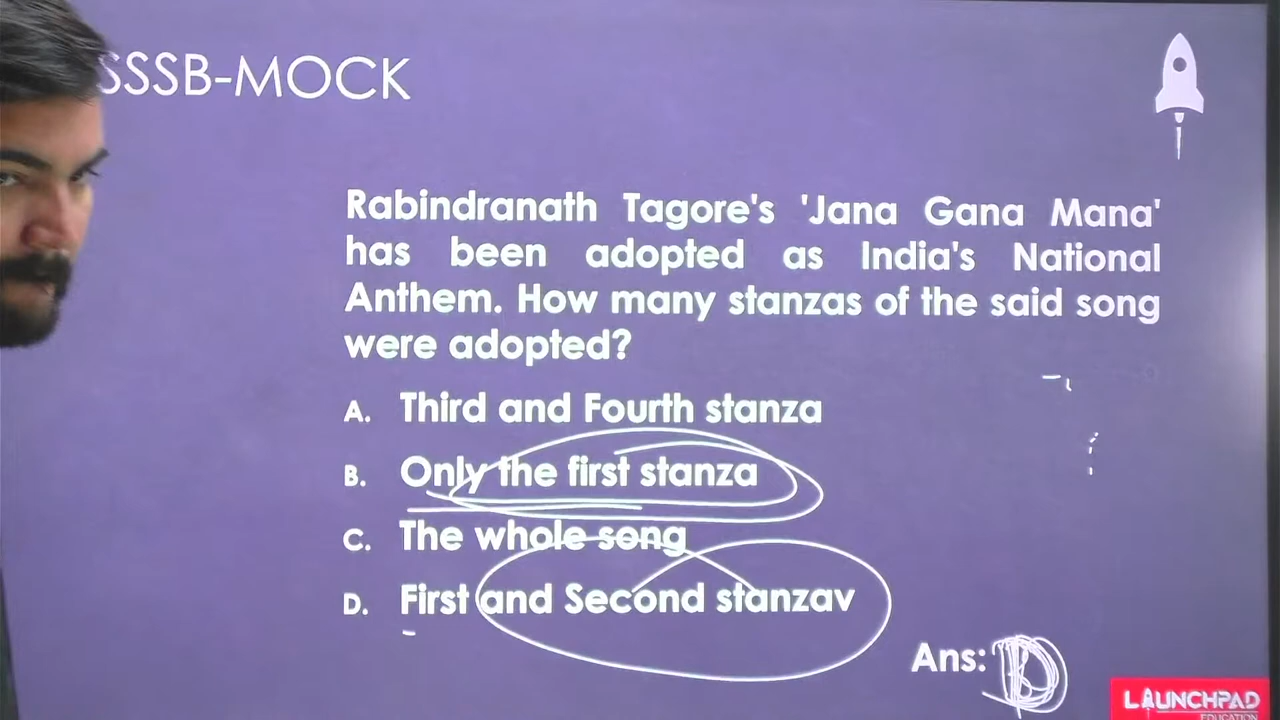 SSSB-MOCK
Rabindranath Tagore's 'Jana Gana Mana'
has been adopted as India's National
Anthem. How many stanzas of the said song
were adopted?
A. Third and Fourth stanza
B. Only the first stanza
C. The whole song
D. First and Second stanzav
Ans:
LAUNCHPAD
EDUCATION